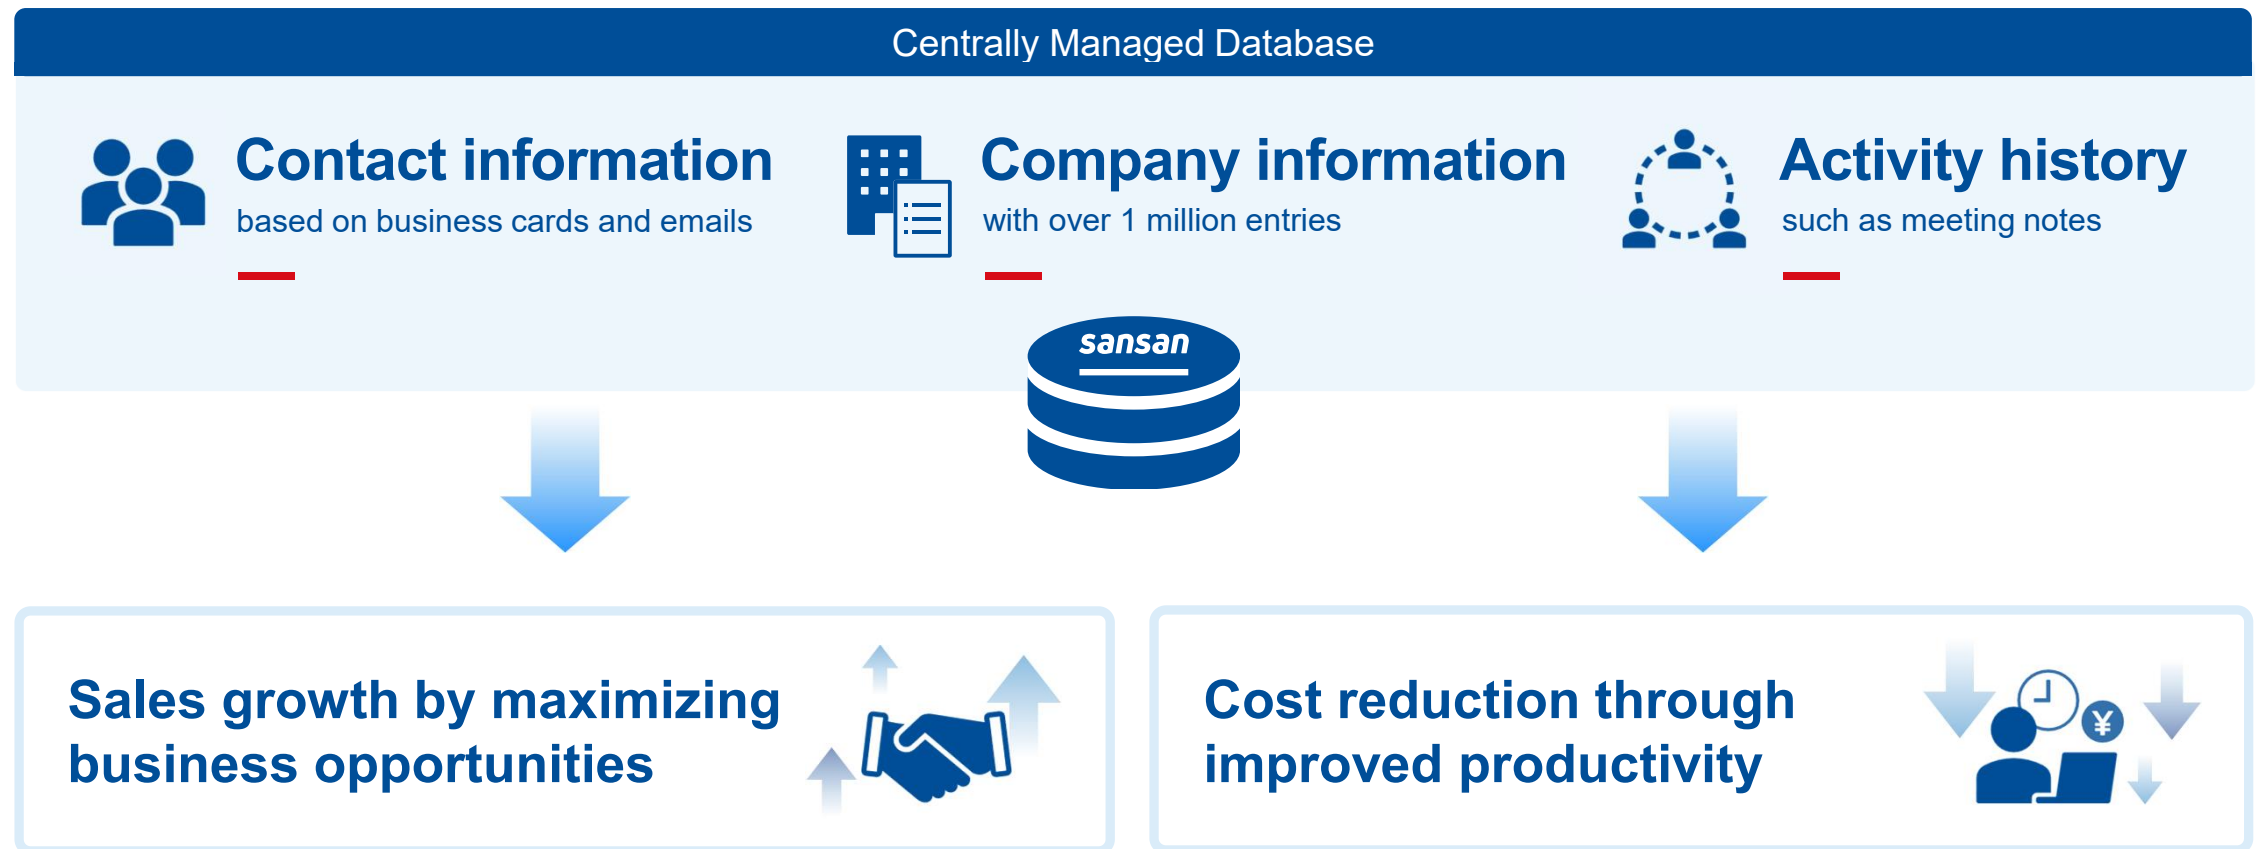 Centrally Managed Database
Contact information
based on business cards and emails
Company information
with over 1 million entries
Activity history
such as meeting notes
sansan
Sales growth by maximizing
business opportunities
Cost reduction through
improved productivity
¥